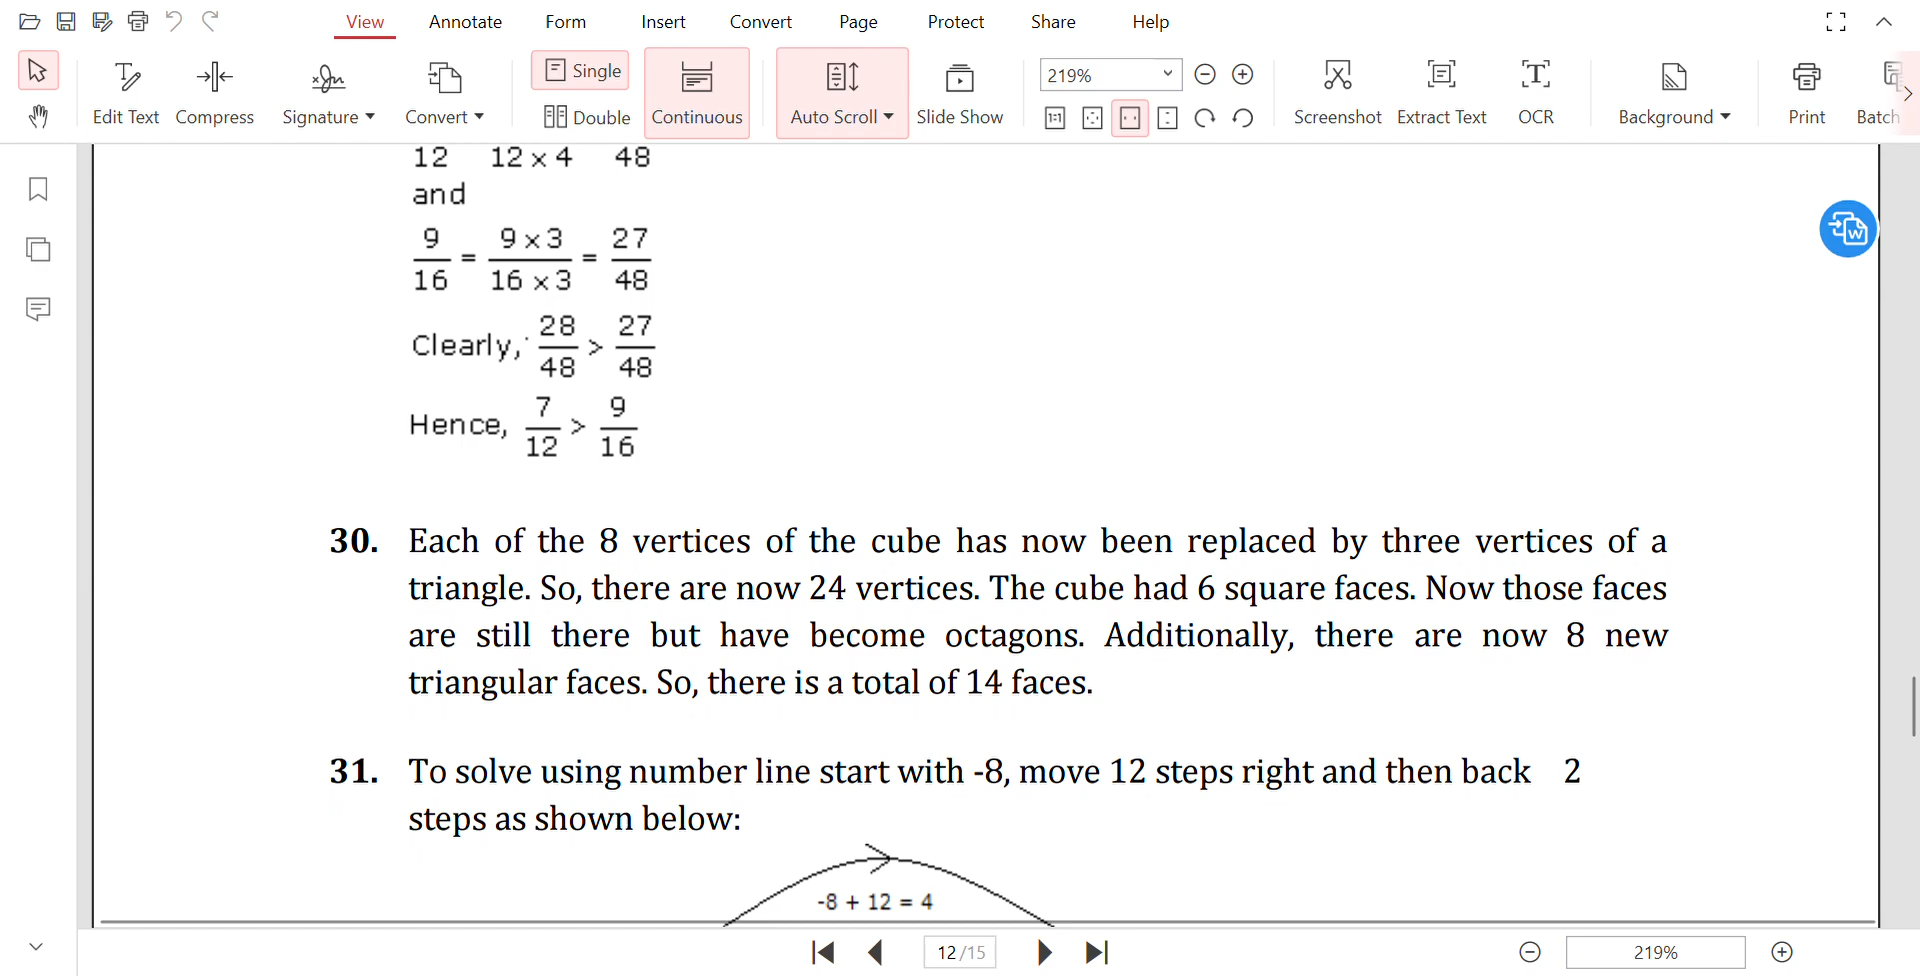 View Annotate Form Insert Convert Page Protect Share Help
Edit Text Compress Signature Convert Single Double Continuous Auto Scroll Slide Show 219% 1:1 Screenshot Extract Text OCR Background Print Batch
12 12 × 4 48
and
9/16 = 9 × 3/16 × 3 = 27/48
Clearly, 28/48 > 27/48
Hence, 7/12 > 9/16
30. Each of the 8 vertices of the cube has now been replaced by three vertices of a
triangle. So, there are now 24 vertices. The cube had 6 square faces. Now those faces
are still there but have become octagons. Additionally, there are now 8 new
triangular faces. So, there is a total of 14 faces.
31. To solve using number line start with -8, move 12 steps right and then back 2
steps as shown below:
-8 + 12 = 4
12/15 219%